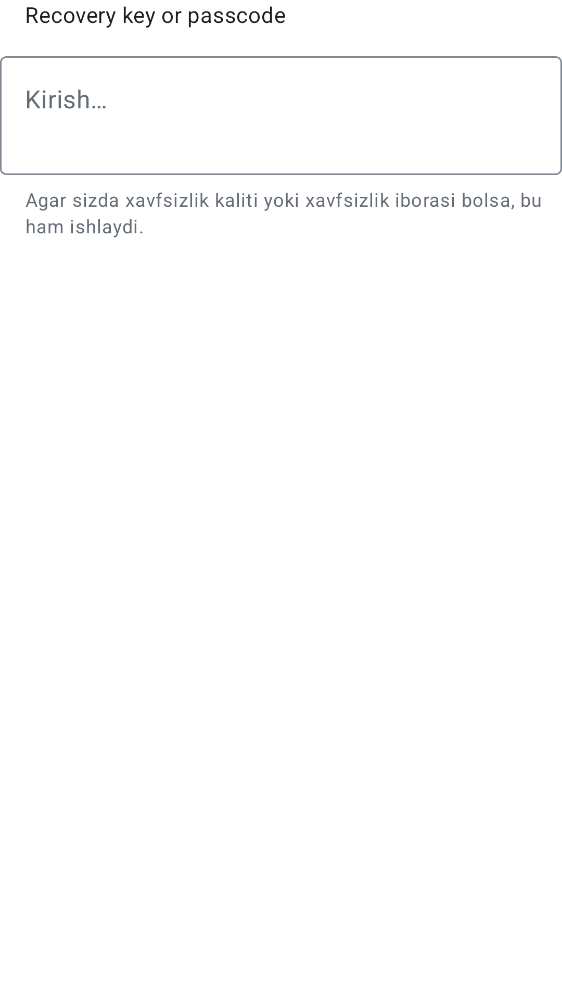 Recovery key or passcode
Kirish…
Agar sizda xavfsizlik kaliti yoki xavfsizlik iborasi bolsa, bu
ham ishlaydi.